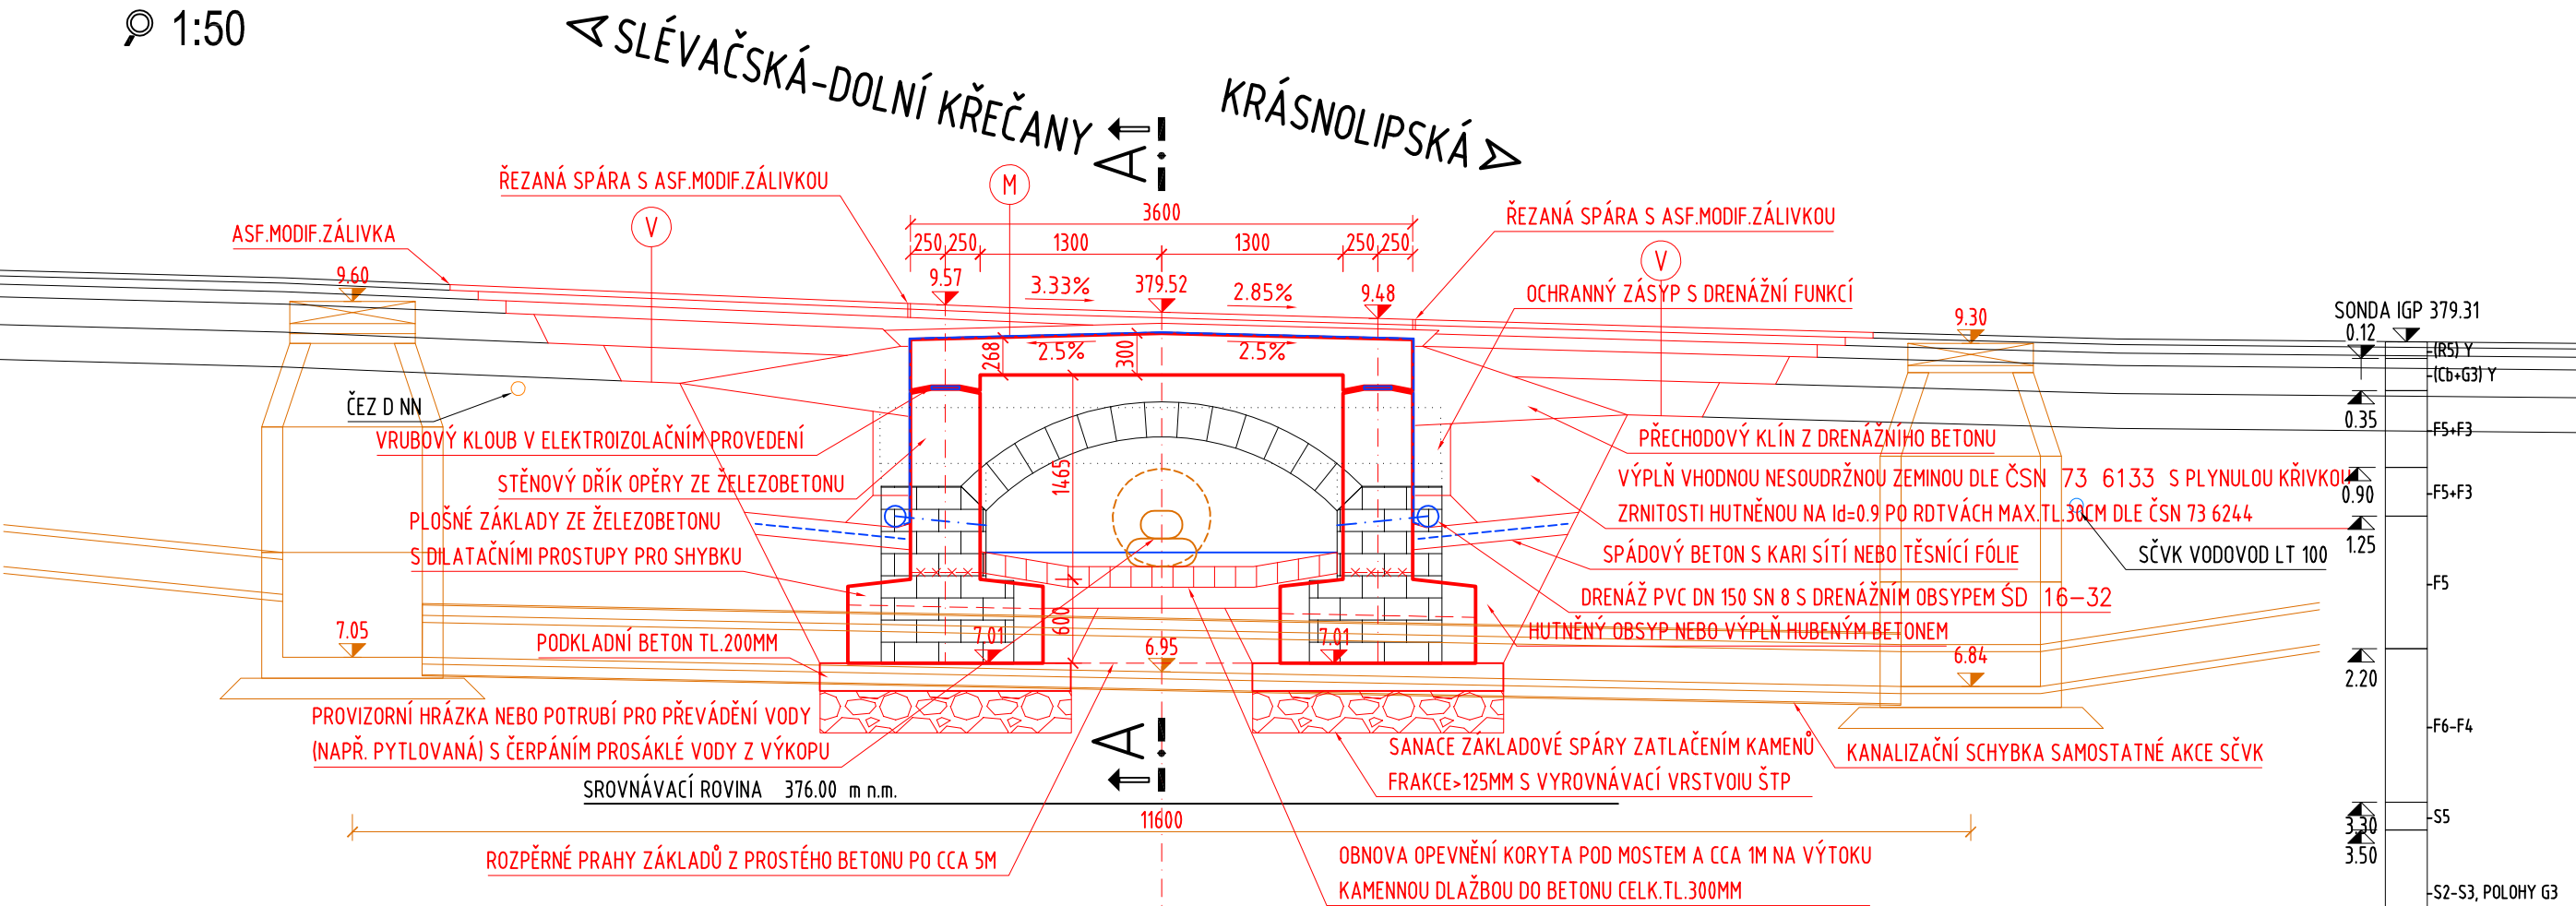 1:50
SLÉVAČSKÁ-DOLNÍ KŘEČANY
KRÁSNOLIPSKÁ
A
ŘEZANÁ SPÁRA S ASF.MODIF.ZÁLIVKOU
M
V
3600
ŘEZANÁ SPÁRA S ASF.MODIF.ZÁLIVKOU
ASF.MODIF.ZÁLIVKA
250 250 1300 1300 250 250
V
9.60
9.57
3.33%
379.52
2.85%
9.48
OCHRANNÝ ZÁSYP S DRENÁŽNÍ FUNKCÍ
9.30
SONDA IGP 379.31
0.12
(R5) Y
(Cb+G3) Y
268
2.5%
300
2.5%
ČEZ D NN
0.35
F5+F3
VRUBOVÝ KLOUB V ELEKTROIZOLAČNÍM PROVEDENÍ
PŘECHODOVÝ KLÍN Z DRENÁŽNÍHO BETONU
1465
STĚNOVÝ DŘÍK OPĚRY ZE ŽELEZOBETONU
VÝPLŇ VHODNOU NESOUDRŽNOU ZEMINOU DLE ČSN 73 6133 S PLYNULOU KŘIVKOU
ZRNITOSTI HUTNĚNOU NA Id=0.9 PO RDTVÁCH MAX.TL.30CM DLE ČSN 73 6244
0.90
F5+F3
PLOŠNÉ ZÁKLADY ZE ŽELEZOBETONU
S DILATAČNÍMI PROSTUPY PRO SHYBKU
SPÁDOVÝ BETON S KARI SÍTÍ NEBO TĚSNÍCÍ FÓLIE
SČVK VODOVOD LT 100
1.25
F5
DRENÁŽ PVC DN 150 SN 8 S DRENÁŽNÍM OBSYPEM ŠD 16-32
600
HUTNĚNÝ OBSYP NEBO VÝPLŇ HUBENÝM BETONEM
7.05
PODKLADNÍ BETON TL.200MM
7.01
6.95
7.01
6.84
2.20
PROVIZORNÍ HRÁZKA NEBO POTRUBÍ PRO PŘEVÁDĚNÍ VODY
(NAPŘ. PYTLOVANÁ) S ČERPÁNÍM PROSÁKLÉ VODY Z VÝKOPU
A
SANACE ZÁKLADOVÉ SPÁRY ZATLAČENÍM KAMENŮ
FRAKCE>125MM S VYROVNÁVACÍ VRSTVOIU ŠTP
KANALIZAČNÍ SCHYBKA SAMOSTATNÉ AKCE SČVK
F6-F4
SROVNÁVACÍ ROVINA 376.00 m n.m.
11600
3.30
S5
3.50
ROZPĚRNÉ PRAHY ZÁKLADŮ Z PROSTÉHO BETONU PO CCA 5M
OBNOVA OPEVNĚNÍ KORYTA POD MOSTEM A CCA 1M NA VÝTOKU
KAMENNOU DLAŽBOU DO BETONU CELK.TL.300MM
S2-S3, POLOHY G3